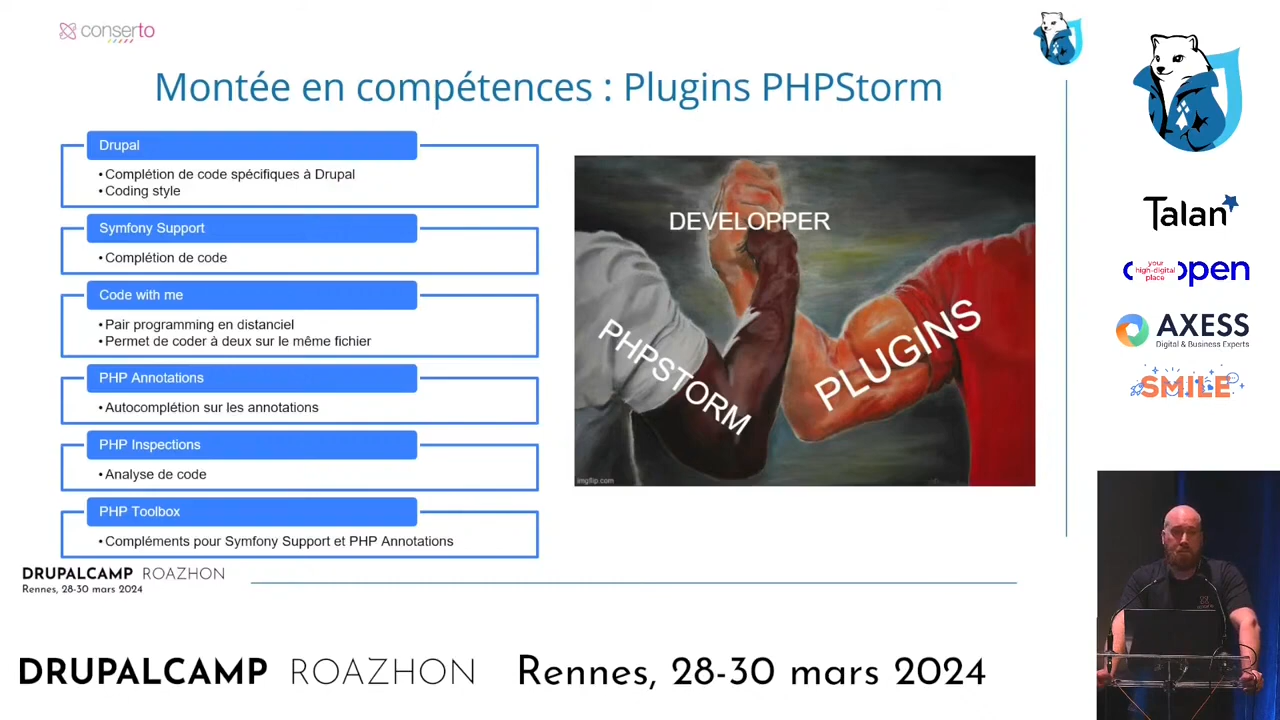 conserto
Montée en compétences : Plugins PHPStorm
Drupal
•Complétion de code spécifiques à Drupal
•Coding style
Symfony Support
•Complétion de code
Code with me
•Pair programming en distanciel
•Permet de coder à deux sur le même fichier
PHP Annotations
•Autocomplétion sur les annotations
PHP Inspections
•Analyse de code
PHP Toolbox
•Compléments pour Symfony Support et PHP Annotations
DEVELOPPER
PHPSTORM
PLUGINS
imgflip.com
DRUPALCAMP ROAZHON
Rennes, 28-30 mars 2024
Talan
your
high-digital
place
open
AXESS
Digital & Business Experts
SMILE
DRUPALCAMP ROAZHON Rennes, 28-30 mars 2024